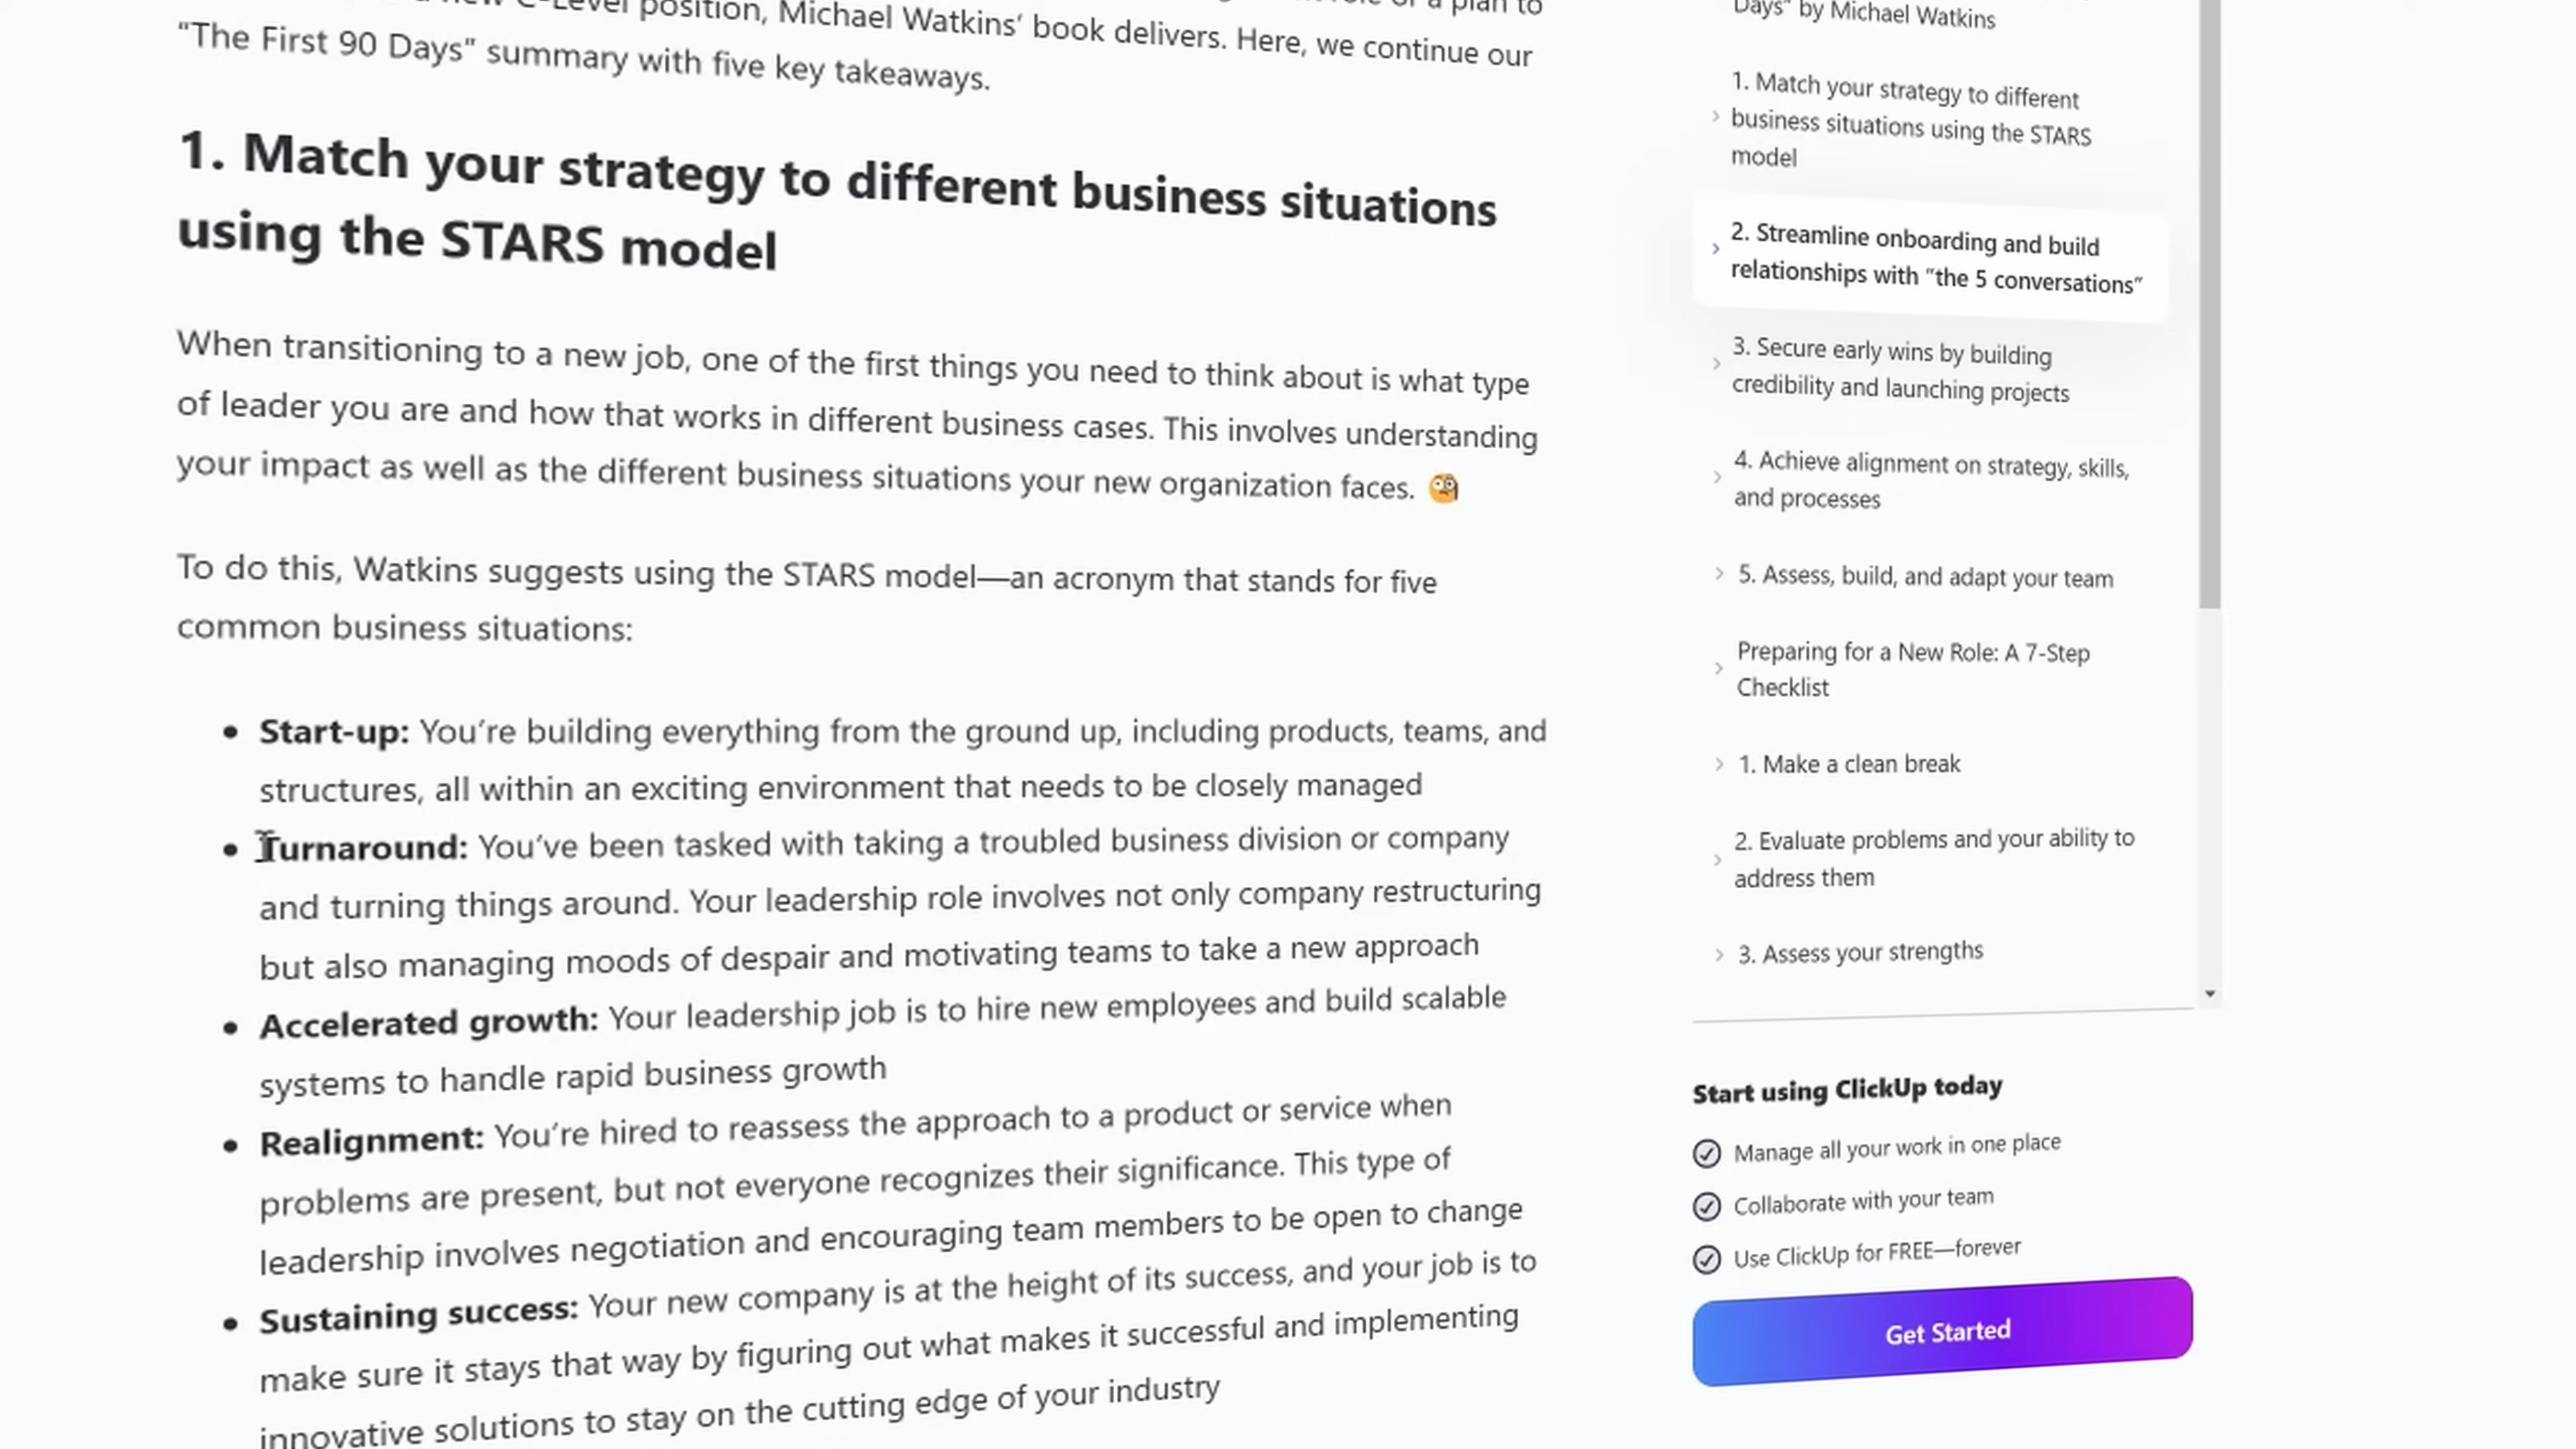 position, Michael Watkins’ book delivers. Here, we continue our
“The First 90 Days” summary with five key takeaways.
1. Match your strategy to different business situations
using the STARS model
When transitioning to a new job, one of the first things you need to think about is what type
of leader you are and how that works in different business cases. This involves understanding
your impact as well as the different business situations your new organization faces. 🧐
To do this, Watkins suggests using the STARS model—an acronym that stands for five
common business situations:
• Start-up: You’re building everything from the ground up, including products, teams, and
structures, all within an exciting environment that needs to be closely managed
• Turnaround: You’ve been tasked with taking a troubled business division or company
and turning things around. Your leadership role involves not only company restructuring
but also managing moods of despair and motivating teams to take a new approach
• Accelerated growth: Your leadership job is to hire new employees and build scalable
systems to handle rapid business growth
• Realignment: You’re hired to reassess the approach to a product or service when
problems are present, but not everyone recognizes their significance. This type of
leadership involves negotiation and encouraging team members to be open to change
• Sustaining success: Your new company is at the height of its success, and your job is to
make sure it stays that way by figuring out what makes it successful and implementing
innovative solutions to stay on the cutting edge of your industry
Days” by Michael Watkins
1. Match your strategy to different
business situations using the STARS
model
2. Streamline onboarding and build
relationships with “the 5 conversations”
3. Secure early wins by building
credibility and launching projects
4. Achieve alignment on strategy, skills,
and processes
5. Assess, build, and adapt your team
Preparing for a New Role: A 7-Step
Checklist
1. Make a clean break
2. Evaluate problems and your ability to
address them
3. Assess your strengths
Start using ClickUp today
Manage all your work in one place
Collaborate with your team
Use ClickUp for FREE—forever
Get Started